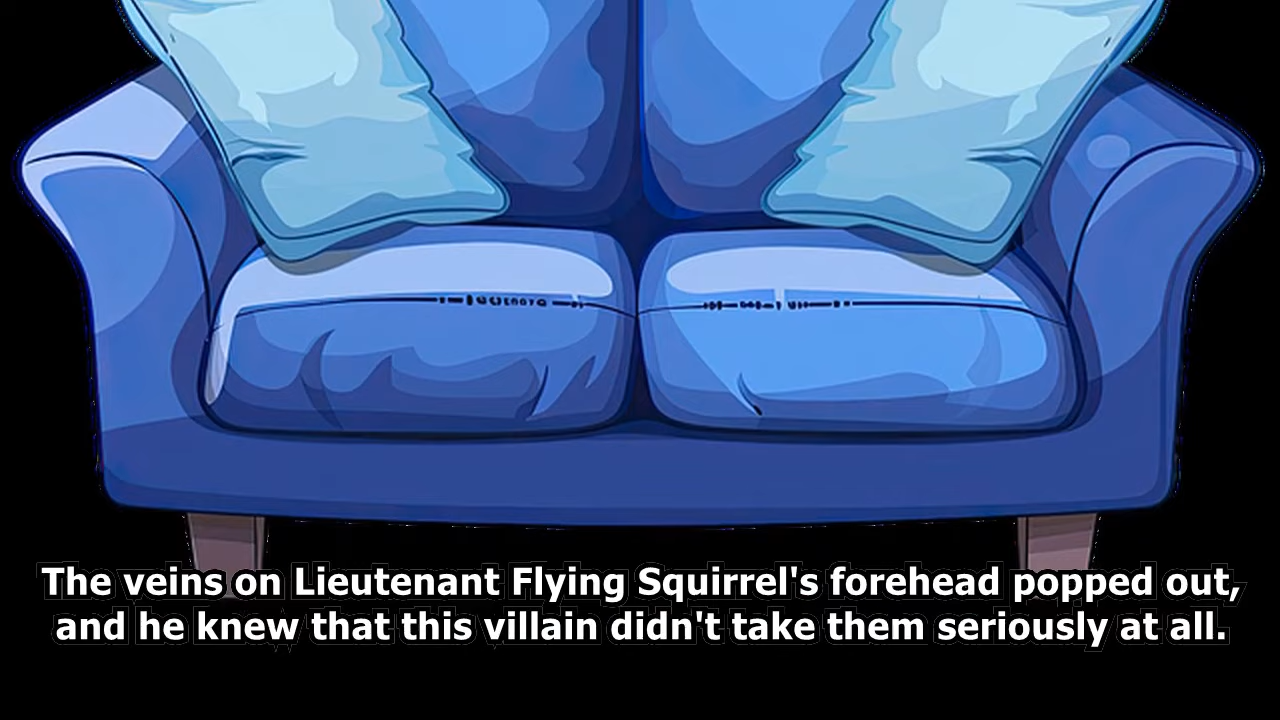 The veins on Lieutenant Flying Squirrel's forehead popped out,
and he knew that this villain didn't take them seriously at all.